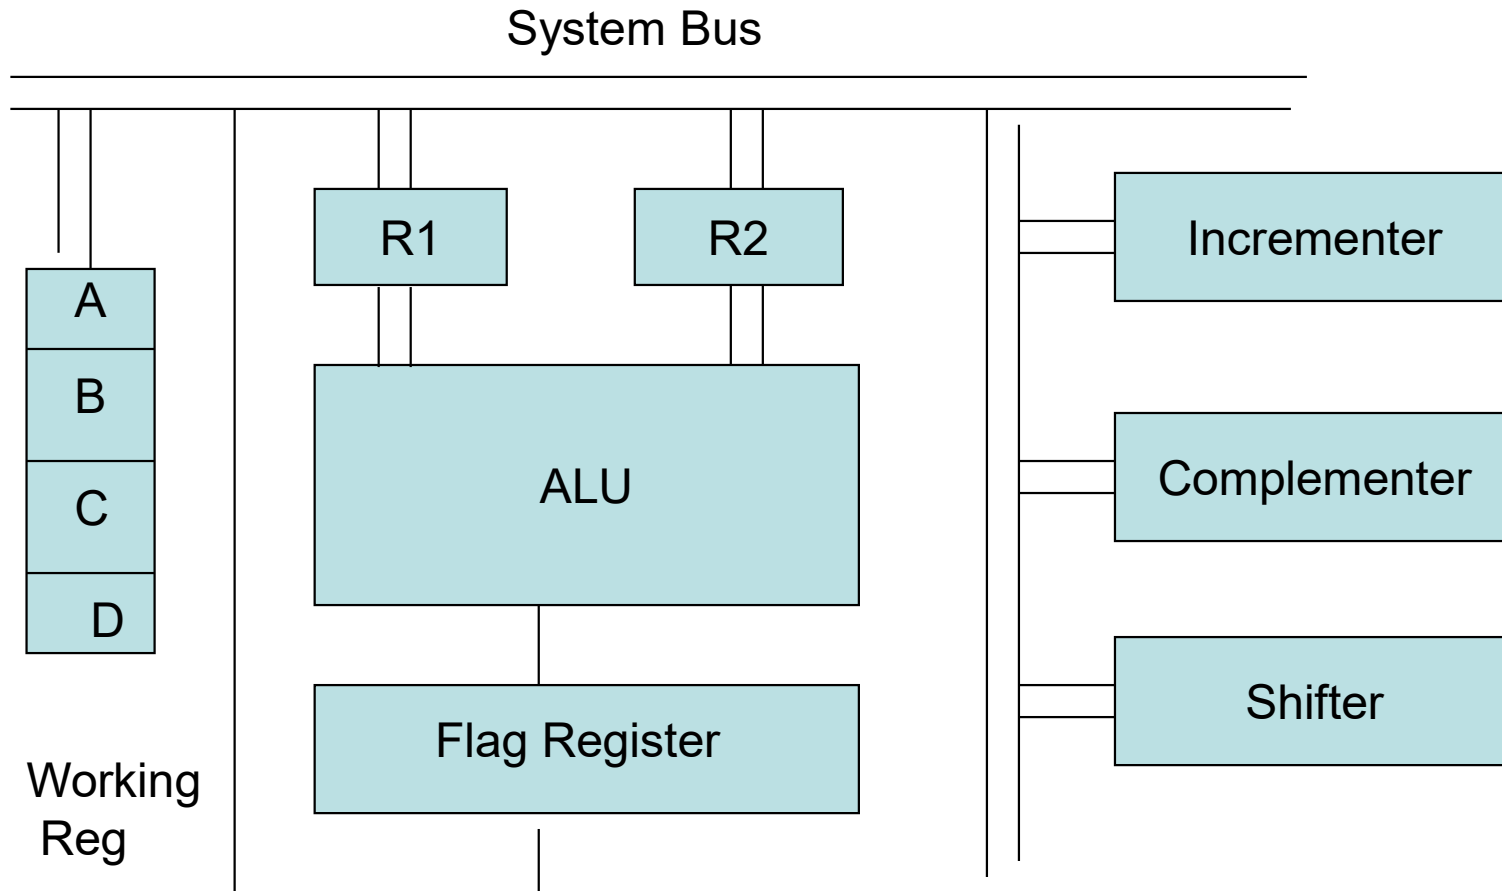 System Bus
R1
R2
Incrementer
A
B
C
D
ALU
Complementer
Flag Register
Shifter
Working
Reg